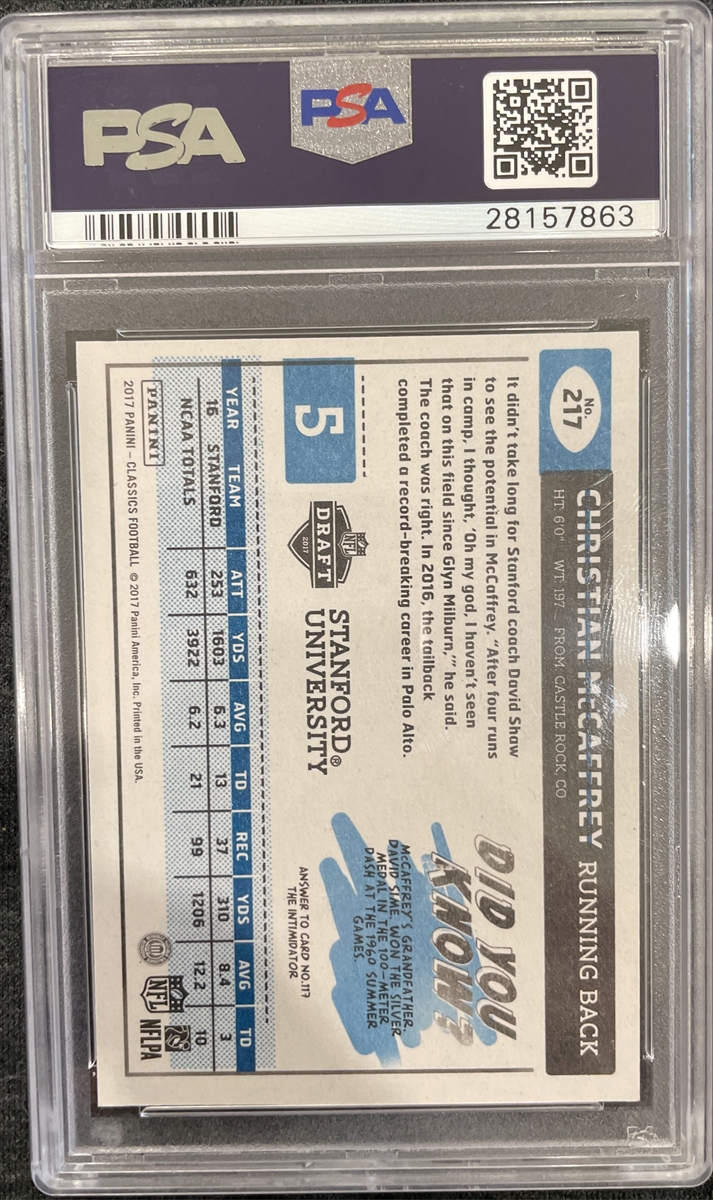 PSA
PSA
28157863
No. 217
CHRISTIAN McCAFFREY RUNNING BACK
HT: 6'0" WT: 197 FROM: CASTLE ROCK, CO
It didn't take long for Stanford coach David Shaw
to see the potential in McCaffrey. "After four runs
in camp, I thought, 'Oh my god, I haven't seen
that on this field since Glyn Milburn,'" he said.
The coach was right. In 2016, the tailback
completed a record-breaking career in Palo Alto.
DID YOU
KNOW?
McCAFFREY'S GRANDFATHER,
DAVID SIME, WON THE SILVER
MEDAL IN THE 100-METER
DASH AT THE 1960 SUMMER
GAMES.
ANSWER TO CARD NO.117
THE INTIMIDATOR
5
NFL
DRAFT
2017
STANFORD®
UNIVERSITY
YEAR TEAM ATT YDS AVG TD REC YDS AVG TD
16 STANFORD 253 1603 6.3 13 37 310 8.4 3
NCAA TOTALS 632 3922 6.2 21 99 1206 12.2 10
PANINI
2017 PANINI – CLASSICS FOOTBALL © 2017 Panini America, Inc. Printed in the USA.
NFL
NFLPA